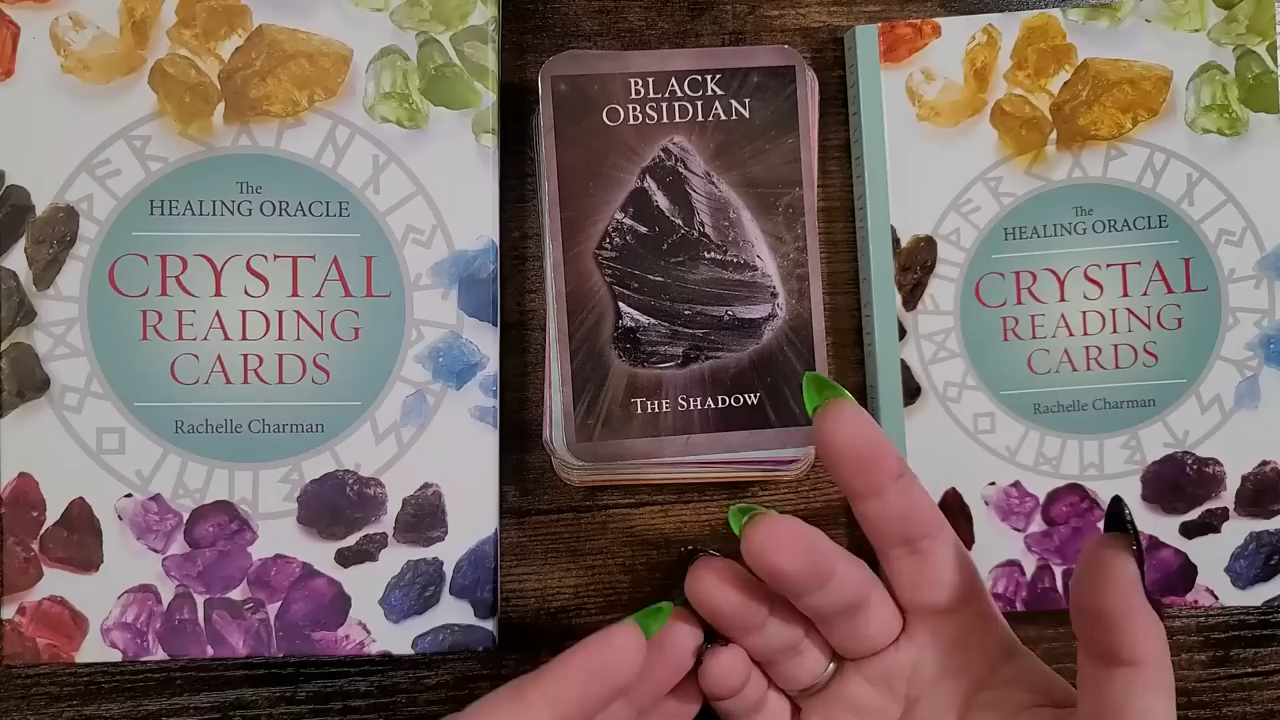 The
HEALING ORACLE
CRYSTAL
READING
CARDS
Rachelle Charman
BLACK
OBSIDIAN
THE SHADOW
The
HEALING ORACLE
CRYSTAL
READING
CARDS
Rachelle Charman